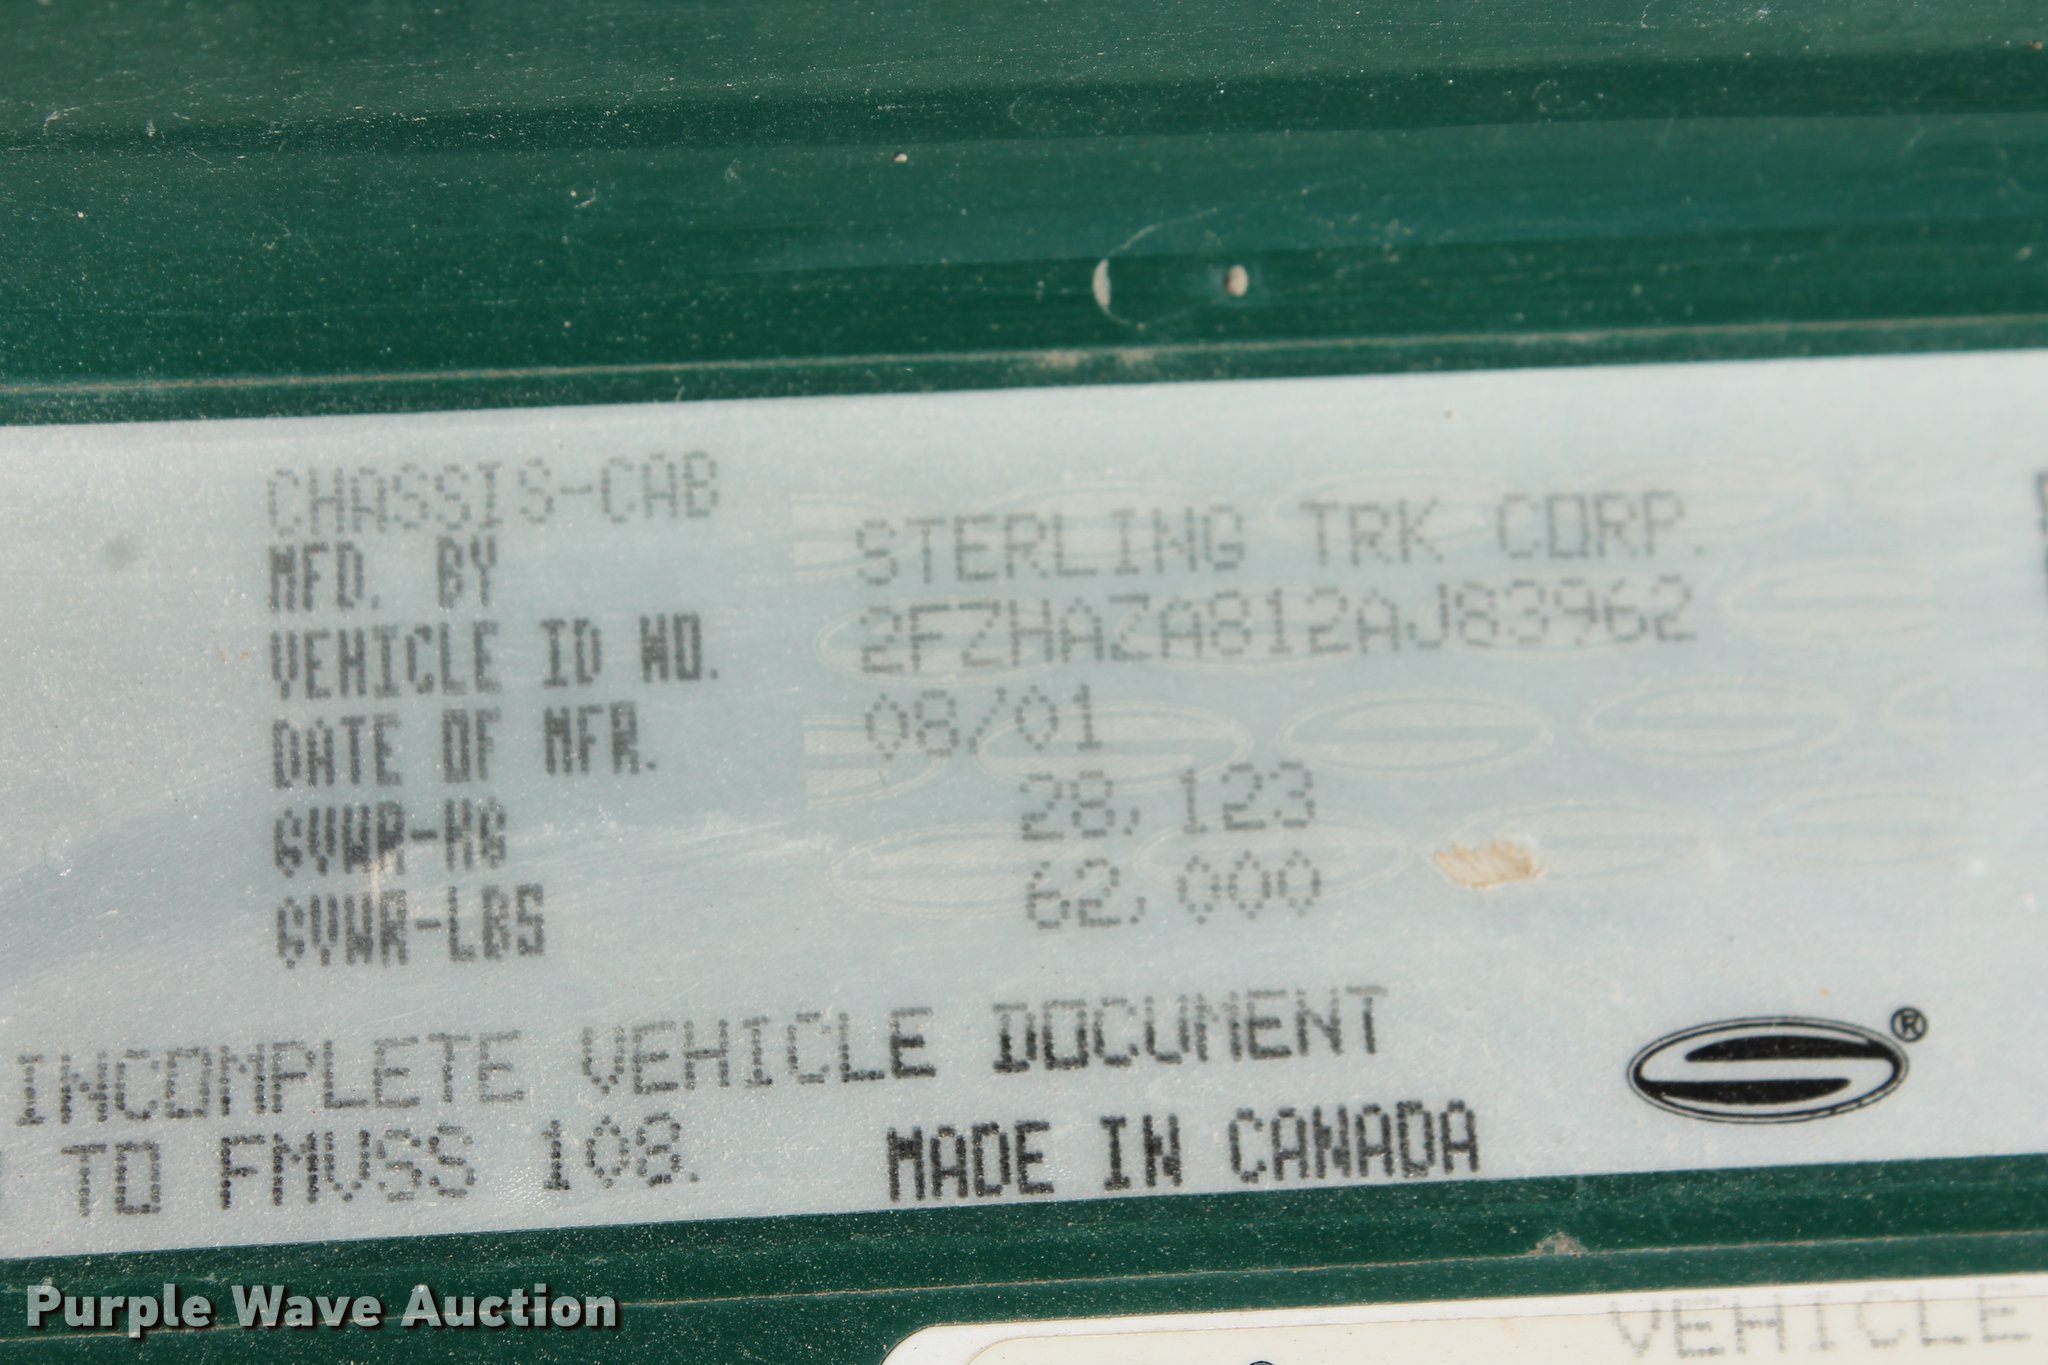 CHASSIS-CAB
MFD. BY STERLING TRK CORP.
VEHICLE ID NO. 2FZHAZA812AJ83962
DATE OF MFR. 08/01
GVWR-KG 28,123
GVWR-LBS 62,000
INCOMPLETE VEHICLE DOCUMENT
TO FMVSS 108. MADE IN CANADA
®
VEHICLE
Purple Wave Auction